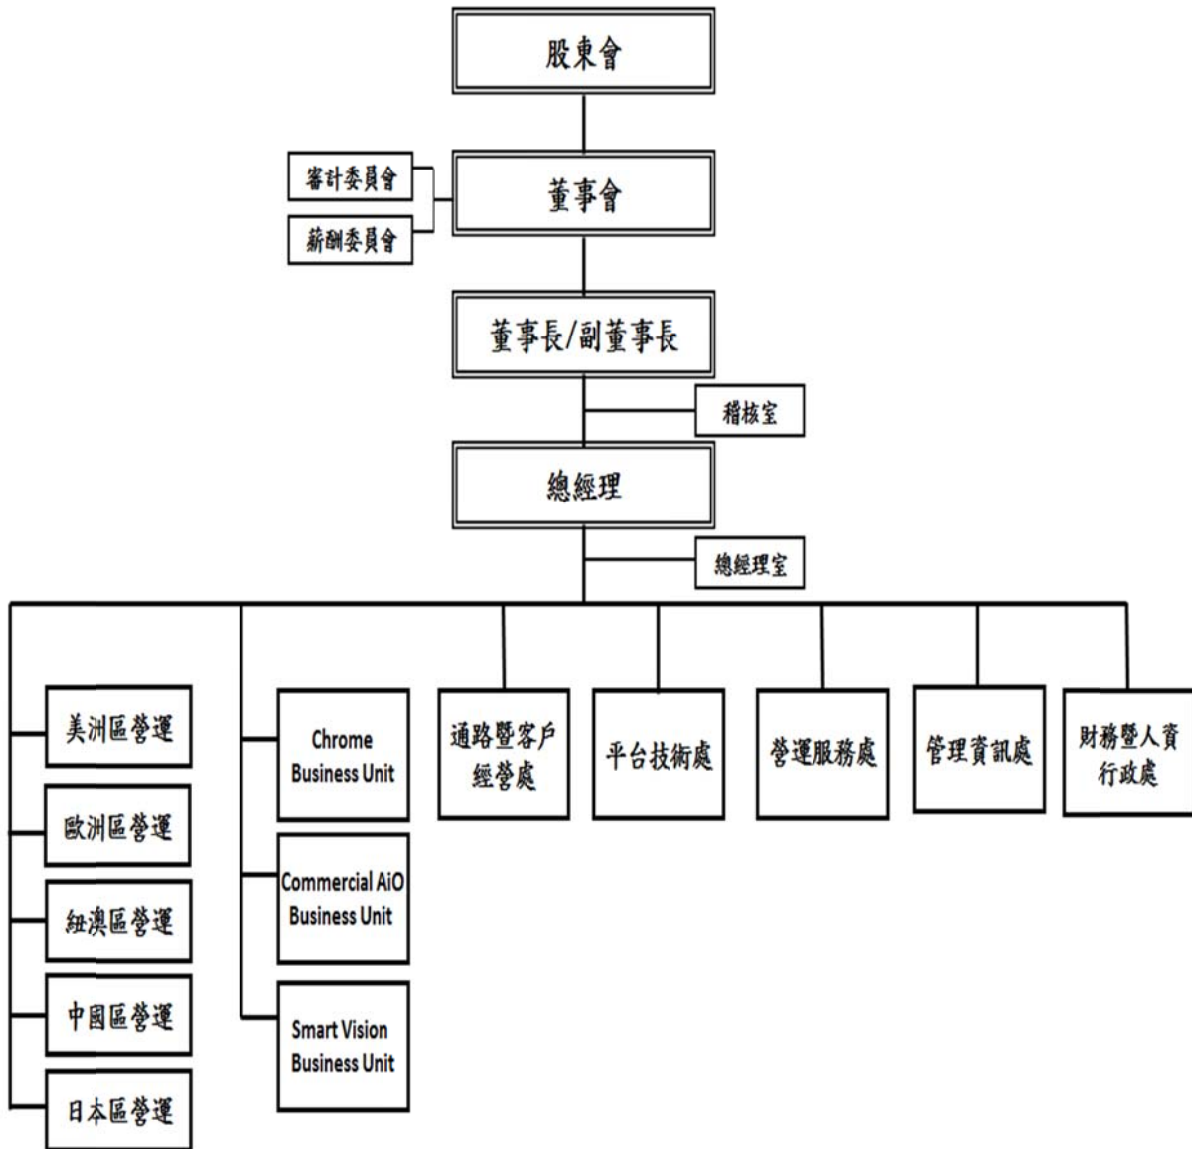 股東會
審計委員會
董事會
薪酬委員會
董事長/副董事長
稽核室
總經理
總經理室
美洲區營運
歐洲區營運
紐澳區營運
中國區營運
日本區營運
Chrome
Business Unit
Commercial AiO
Business Unit
Smart Vision
Business Unit
通路暨客戶
經營處
平台技術處
營運服務處
管理資訊處
財務暨人資
行政處